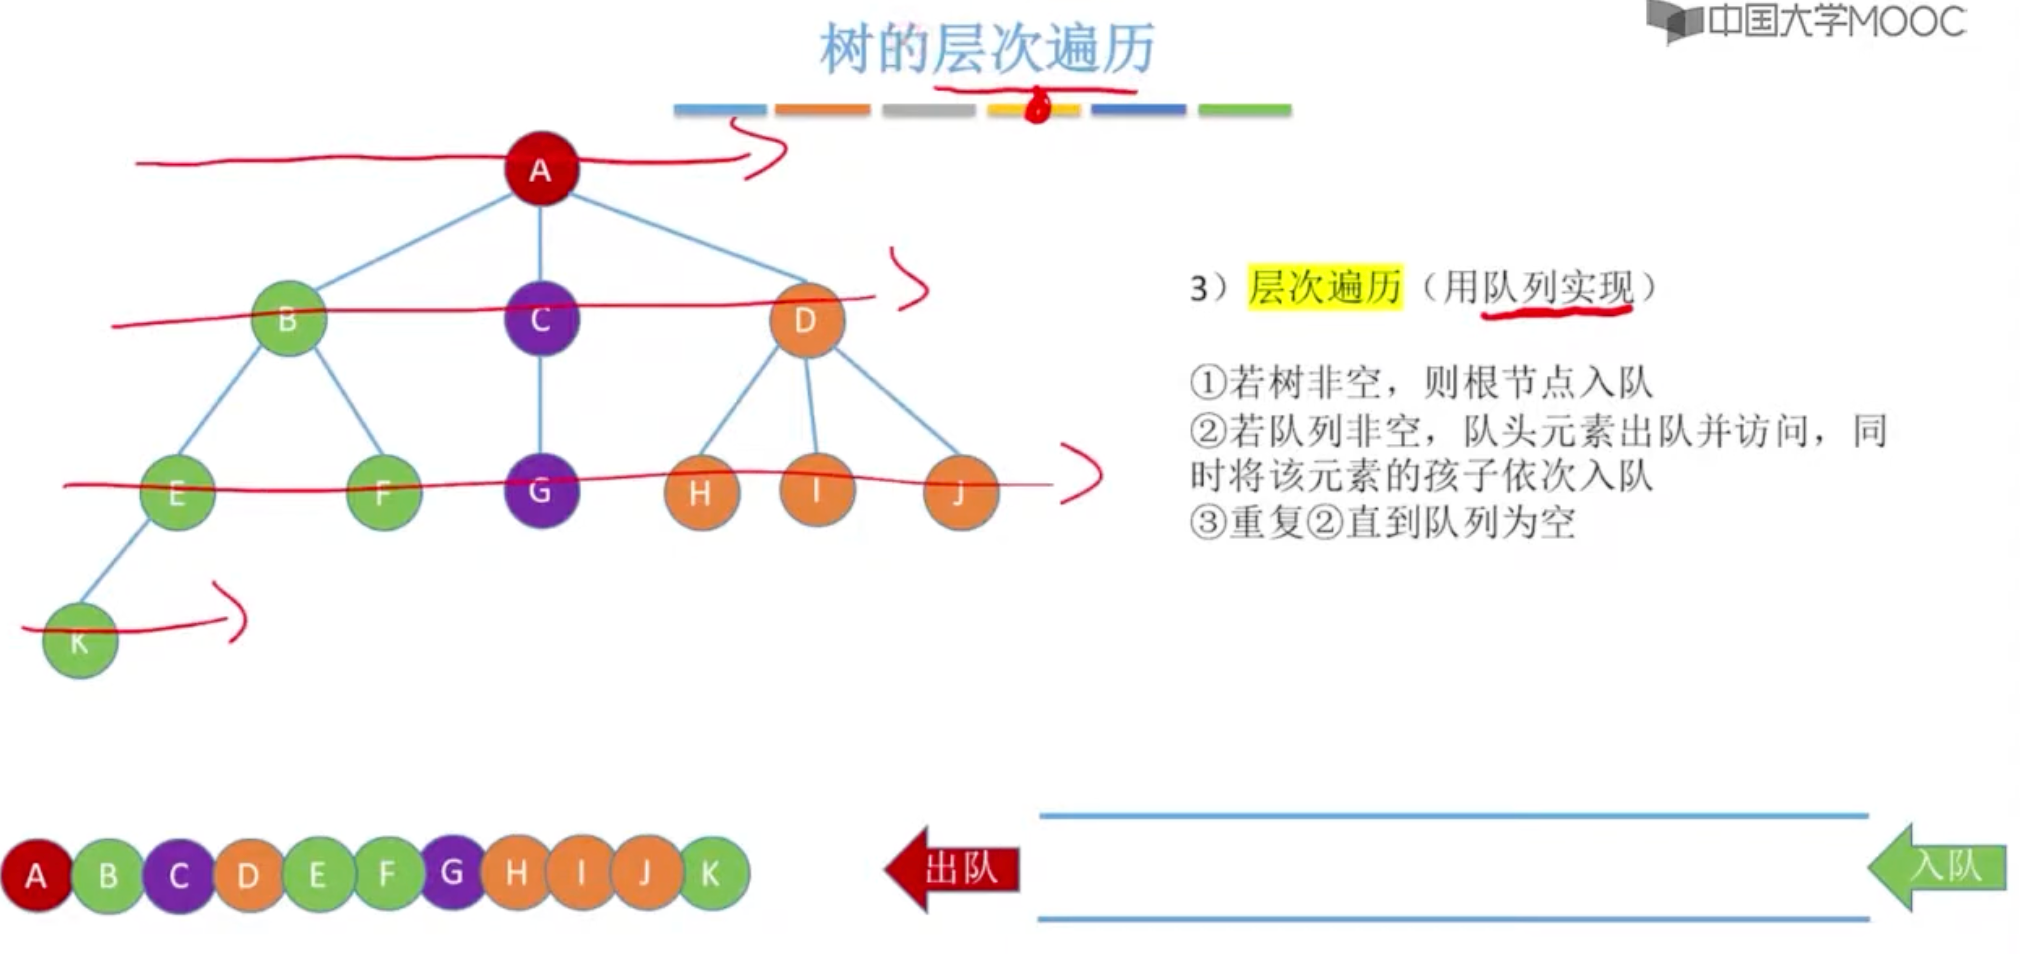 中国大学MOOC
树的层次遍历
A
B C D
E F G H I J
K
3）层次遍历（用队列实现）
①若树非空，则根节点入队
②若队列非空，队头元素出队并访问，同
时将该元素的孩子依次入队
③重复②直到队列为空
A B C D E F G H I J K
出队
入队